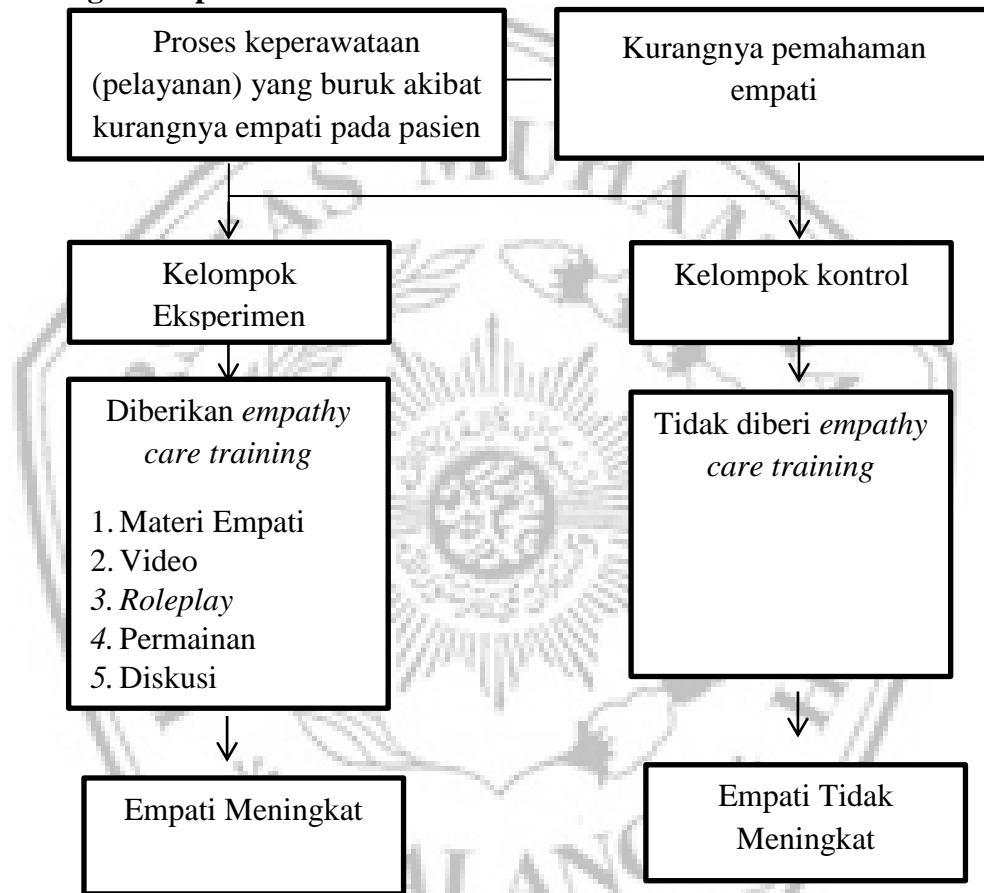 Proses keperawataan
(pelayanan) yang buruk akibat
kurangnya empati pada pasien
Kurangnya pemahaman
empati
Kelompok
Eksperimen
Kelompok kontrol
Diberikan empathy
care training
1. Materi Empati
2. Video
3. Roleplay
4. Permainan
5. Diskusi
Tidak diberi empathy
care training
Empati Meningkat
Empati Tidak
Meningkat